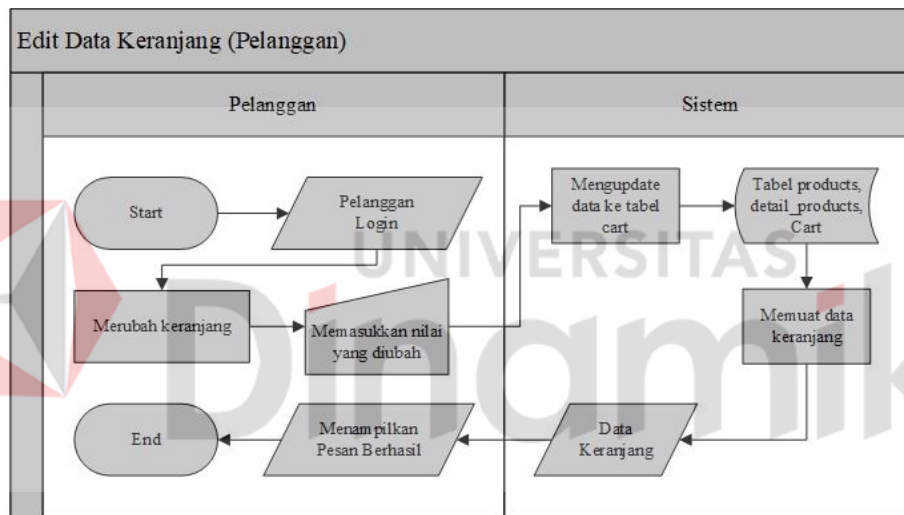 Edit Data Keranjang (Pelanggan)
Pelanggan
Sistem
Start
Pelanggan
Login
Mengupdate
data ke tabel
cart
Tabel products,
detail_products,
Cart
UNIVERSITAS
Dinamik
Merubah keranjang
Memasukkan nilai
yang diubah
Memuat data
keranjang
End
Menampilkan
Pesan Berhasil
Data
Keranjang